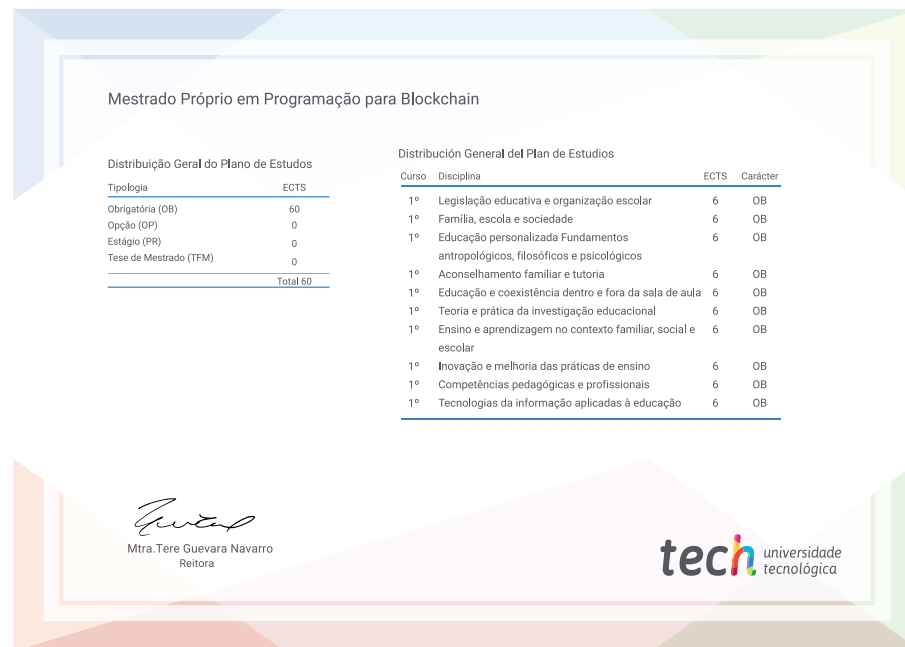 Mestrado Próprio em Programação para Blockchain
Distribuição Geral do Plano de Estudos
Tipologia ECTS
Obrigatória (OB) 60
Opção (OP) 0
Estágio (PR) 0
Tese de Mestrado (TFM) 0
Total 60
Distribución General del Plan de Estudios
Curso Disciplina ECTS Carácter
1º Legislação educativa e organização escolar 6 OB
1º Família, escola e sociedade 6 OB
1º Educação personalizada Fundamentos 6 OB
antropológicos, filosóficos e psicológicos
1º Aconselhamento familiar e tutoria 6 OB
1º Educação e coexistência dentro e fora da sala de aula 6 OB
1º Teoria e prática da investigação educacional 6 OB
1º Ensino e aprendizagem no contexto familiar, social e 6 OB
escolar
1º Inovação e melhoria das práticas de ensino 6 OB
1º Competências pedagógicas e profissionais 6 OB
1º Tecnologias da informação aplicadas à educação 6 OB
Mtra.Tere Guevara Navarro
Reitora
tech universidade
tecnológica